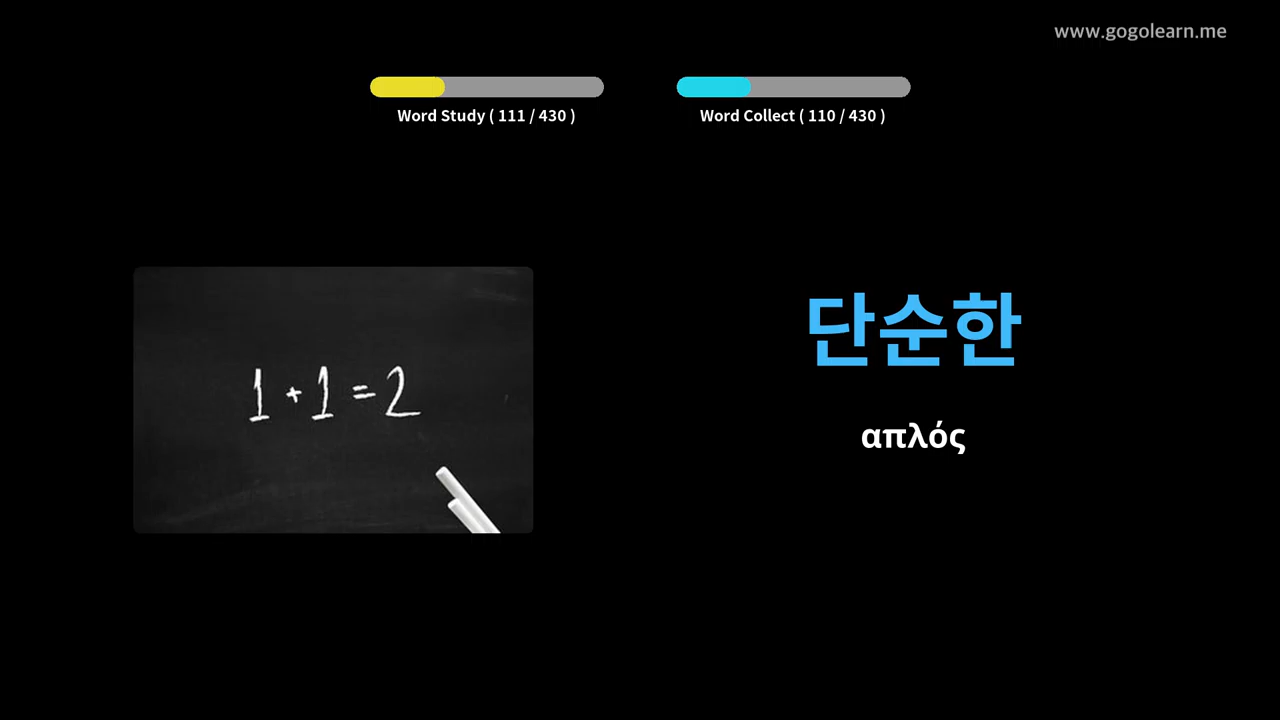 www.gogolearn.me
Word Study ( 111 / 430 )
Word Collect ( 110 / 430 )
1 + 1 = 2
단순한
απλός